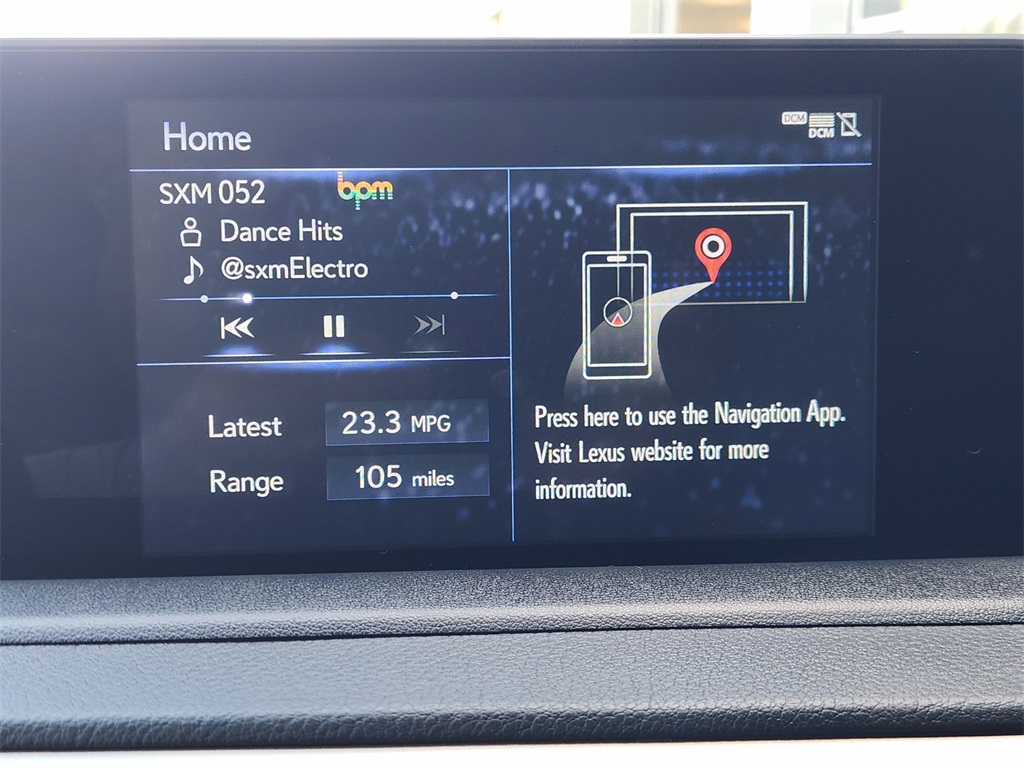 Home
DCM
DCM
SXM 052
bpm
Dance Hits
@sxmElectro
Latest 23.3 MPG
Range 105 miles
Press here to use the Navigation App.
Visit Lexus website for more
information.